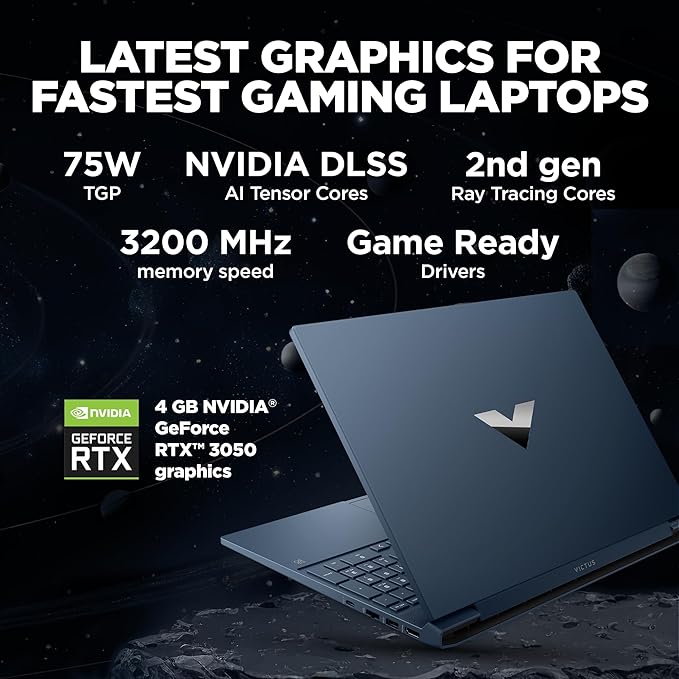 LATEST GRAPHICS FOR
FASTEST GAMING LAPTOPS
75W
TGP
NVIDIA DLSS
AI Tensor Cores
2nd gen
Ray Tracing Cores
3200 MHz
memory speed
Game Ready
Drivers
NVIDIA
GEFORCE
RTX
4 GB NVIDIA®
GeForce
RTX™ 3050
graphics
VICTUS